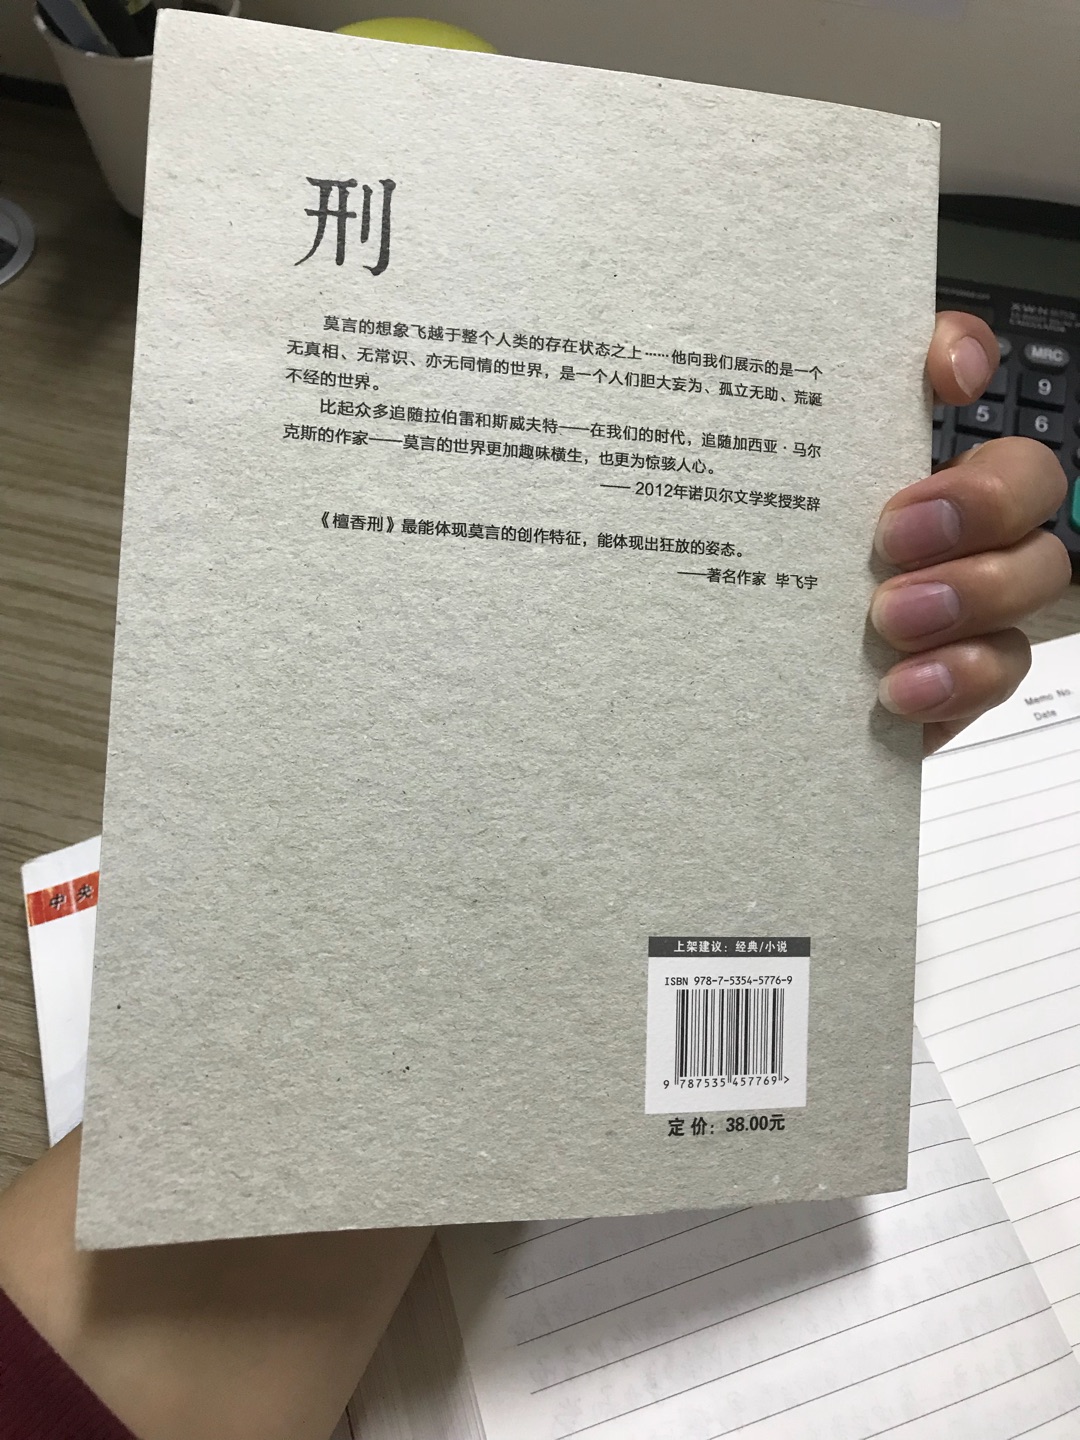 刑
莫言的想象飞越于整个人类的存在状态之上……他向我们展示的是一个
无真相、无常识、亦无同情的世界，是一个人们胆大妄为、孤立无助、荒诞
不经的世界。
比起众多追随拉伯雷和斯威夫特——在我们的时代，追随加西亚·马尔
克斯的作家——莫言的世界更加趣味横生，也更为惊骇人心。
—— 2012年诺贝尔文学奖授奖辞
《檀香刑》最能体现莫言的创作特征，能体现出狂放的姿态。
——著名作家 毕飞宇
上架建议：经典/小说
ISBN 978-7-5354-5776-9
9 787535 457769 >
定价：38.00元
中央
MRC
9
5
6
Memo No.
Date